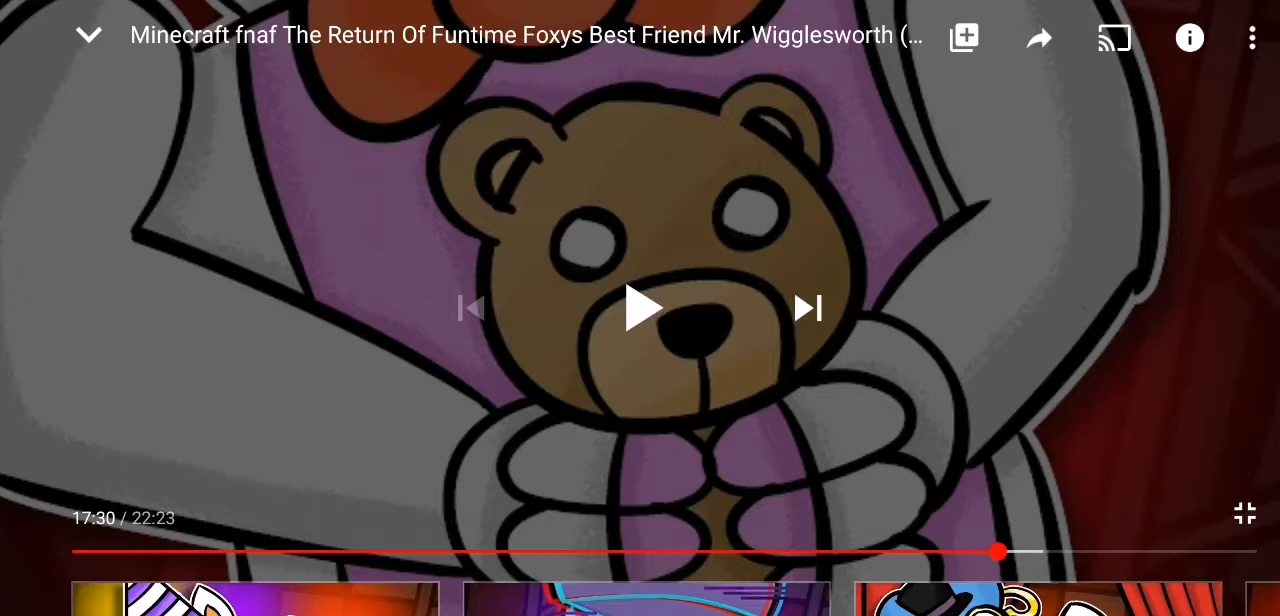 Minecraft fnaf The Return Of Funtime Foxys Best Friend Mr. Wigglesworth (...
17:30 / 22:23